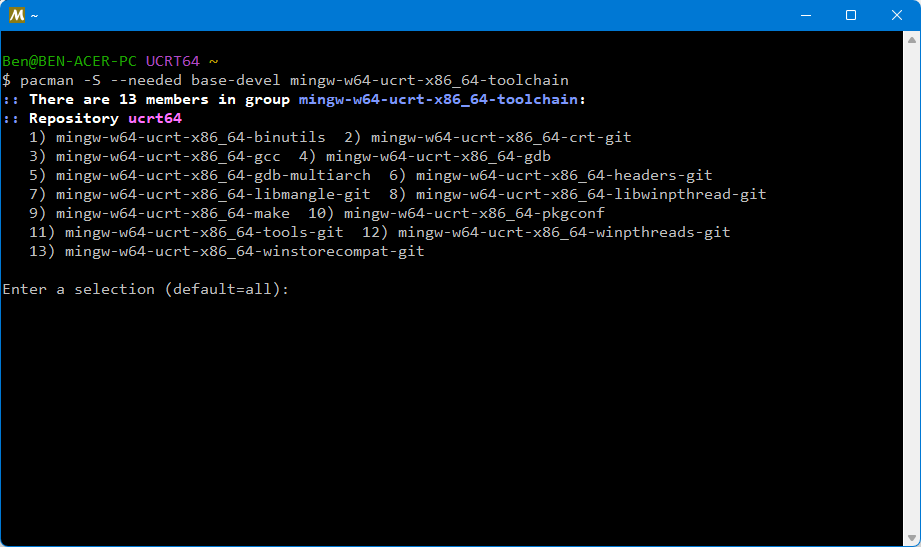 ~
Ben@BEN-ACER-PC UCRT64 ~
$ pacman -S --needed base-devel mingw-w64-ucrt-x86_64-toolchain
:: There are 13 members in group mingw-w64-ucrt-x86_64-toolchain:
:: Repository ucrt64
   1) mingw-w64-ucrt-x86_64-binutils  2) mingw-w64-ucrt-x86_64-crt-git
   3) mingw-w64-ucrt-x86_64-gcc  4) mingw-w64-ucrt-x86_64-gdb
   5) mingw-w64-ucrt-x86_64-gdb-multiarch  6) mingw-w64-ucrt-x86_64-headers-git
   7) mingw-w64-ucrt-x86_64-libmangle-git  8) mingw-w64-ucrt-x86_64-libwinpthread-git
   9) mingw-w64-ucrt-x86_64-make  10) mingw-w64-ucrt-x86_64-pkgconf
   11) mingw-w64-ucrt-x86_64-tools-git  12) mingw-w64-ucrt-x86_64-winpthreads-git
   13) mingw-w64-ucrt-x86_64-winstorecompat-git
Enter a selection (default=all):